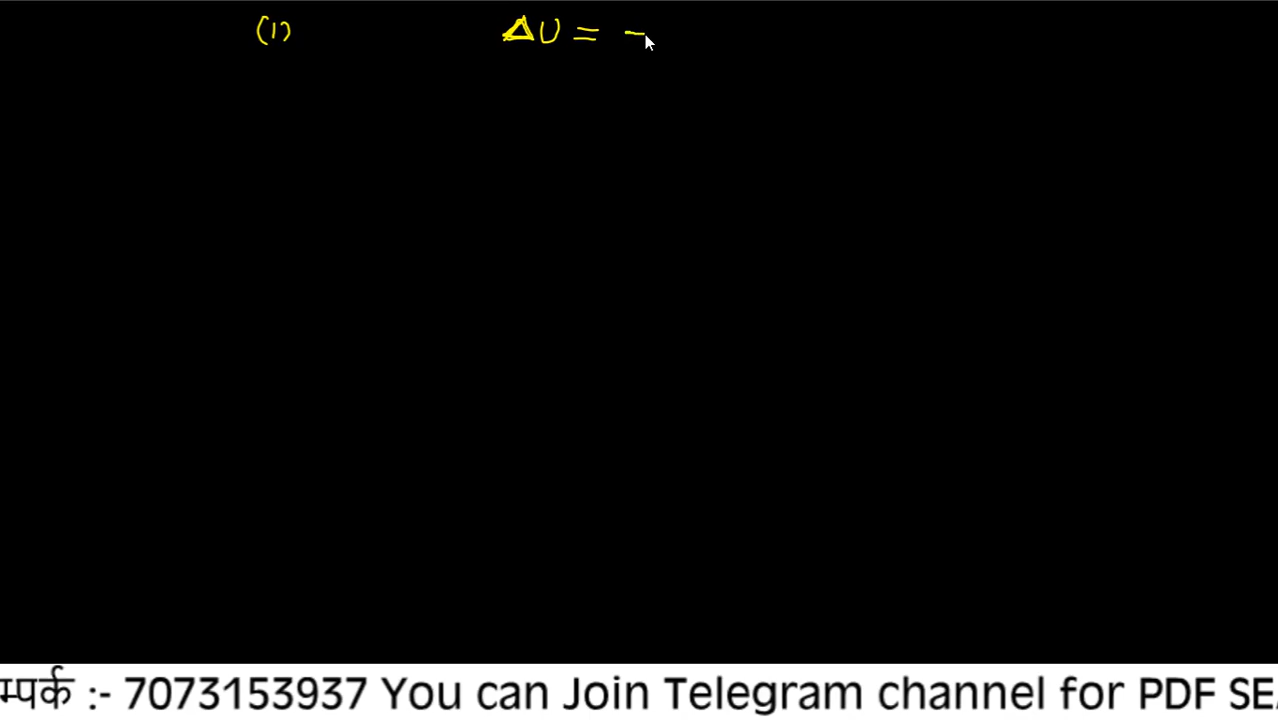 (1) ΔU = -
म्पर्क :- 7073153937 You can Join Telegram channel for PDF SE